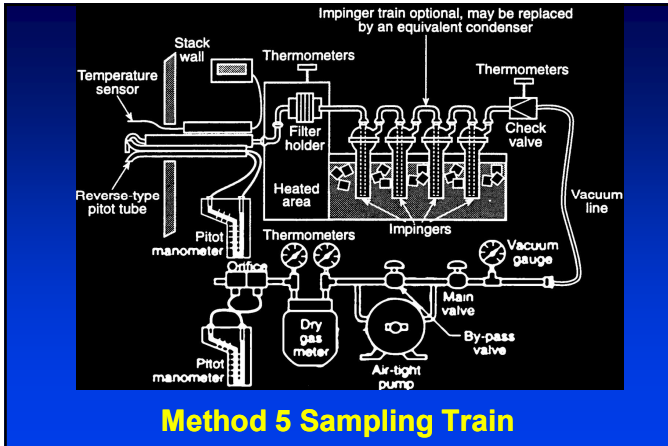 Impinger train optional, may be replaced
by an equivalent condenser
Stack
wall
Thermometers
Thermometers
Temperature
sensor
Filter
holder
Check
valve
Heated
area
Reverse-type
pitot tube
Impingers
Vacuum
line
Pitot
manometer
Thermometers
Vacuum
gauge
Orifice
Main
valve
Dry
gas
meter
By-pass
valve
Pitot
manometer
Air-tight
pump
Method 5 Sampling Train